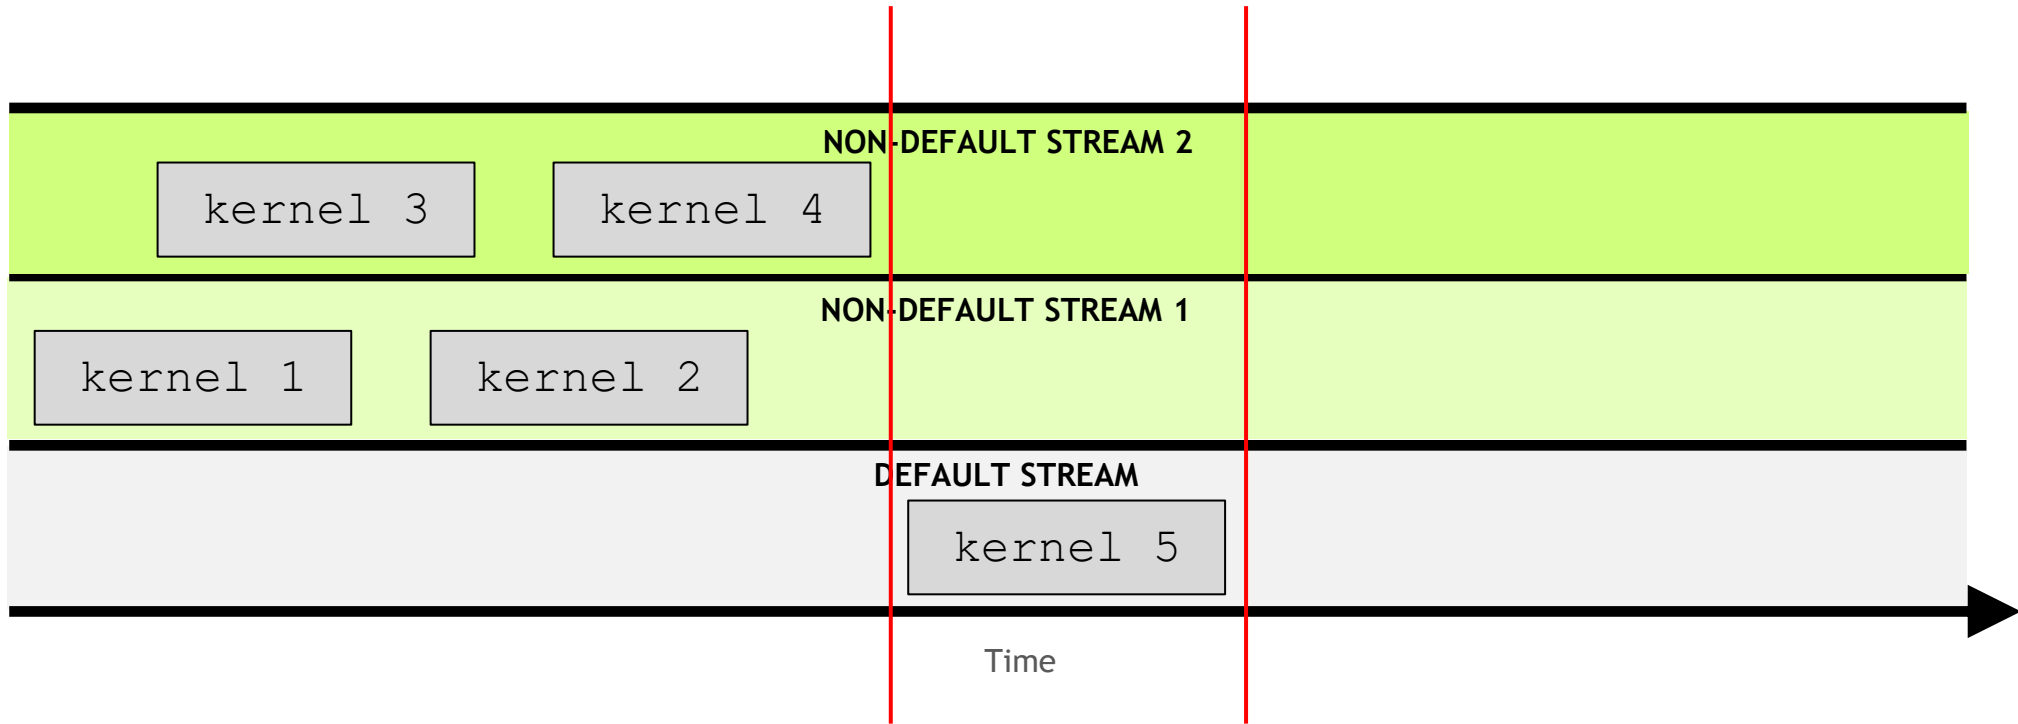 NON-DEFAULT STREAM 2
kernel 3
kernel 4
NON-DEFAULT STREAM 1
kernel 1
kernel 2
DEFAULT STREAM
kernel 5
Time